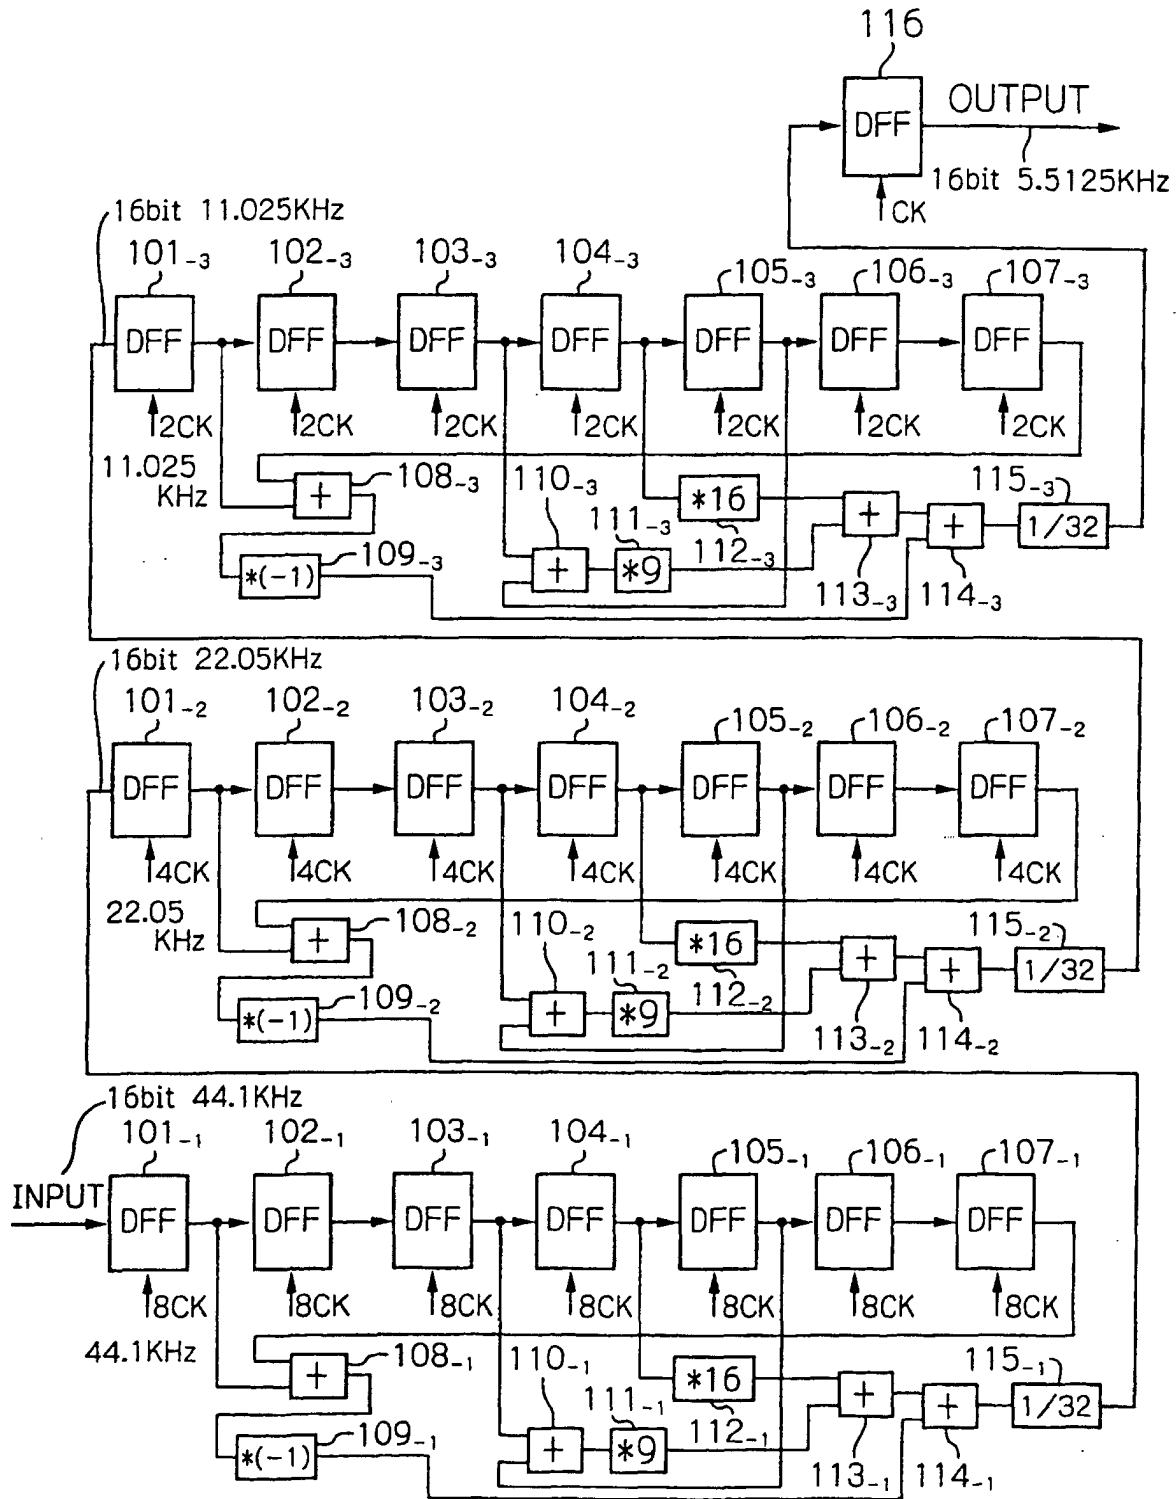 116
DFF
OUTPUT
16bit 5.5125KHz
CK
16bit 11.025KHz
101-3 102-3 103-3 104-3 105-3 106-3 107-3
DFF DFF DFF DFF DFF DFF DFF
2CK 2CK 2CK 2CK 2CK 2CK 2CK
11.025
KHz
108-3
+
*(-1)
109-3
110-3
+
111-3
*9
*16
112-3
+
113-3
+
114-3
115-3
1/32
16bit 22.05KHz
101-2 102-2 103-2 104-2 105-2 106-2 107-2
DFF DFF DFF DFF DFF DFF DFF
4CK 4CK 4CK 4CK 4CK 4CK 4CK
22.05
KHz
108-2
+
*(-1)
109-2
110-2
+
111-2
*9
*16
112-2
+
113-2
+
114-2
115-2
1/32
16bit 44.1KHz
101-1 102-1 103-1 104-1 105-1 106-1 107-1
INPUT
DFF DFF DFF DFF DFF DFF DFF
8CK 8CK 8CK 8CK 8CK 8CK 8CK
44.1KHz
108-1
+
*(-1)
109-1
110-1
+
111-1
*9
*16
112-1
+
113-1
+
114-1
115-1
1/32